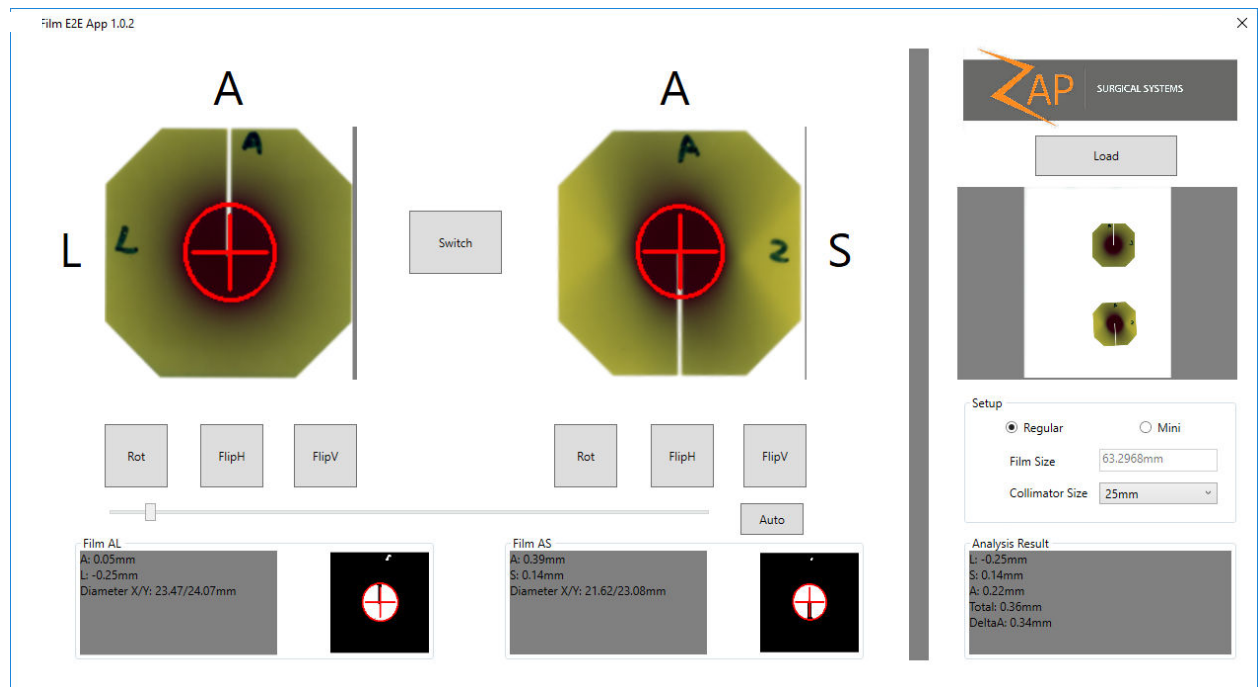 Film E2E App 1.0.2
A
A
ZAP SURGICAL SYSTEMS
Load
A
A
L
L
Switch
2
S
Setup
Regular
Mini
Film Size
63.2968mm
Collimator Size
25mm
Rot
FlipH
FlipV
Rot
FlipH
FlipV
Auto
Film AL
A: 0.05mm
L: -0.25mm
Diameter X/Y: 23.47/24.07mm
Film AS
A: 0.39mm
S: 0.14mm
Diameter X/Y: 21.62/23.08mm
Analysis Result
L: -0.25mm
S: 0.14mm
A: 0.22mm
Total: 0.36mm
DeltaA: 0.34mm